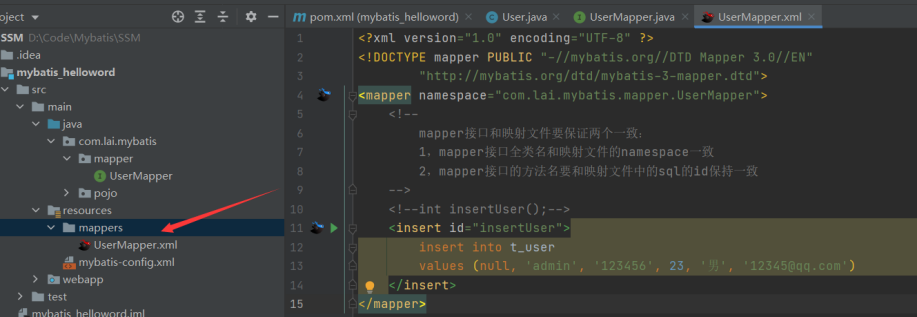 oject
SSM D:\Code\Mybatis\SSM
.idea
mybatis_helloword
src
main
java
com.lai.mybatis
mapper
UserMapper
pojo
resources
mappers
UserMapper.xml
mybatis-config.xml
webapp
test
mybatis_helloword.iml
pom.xml (mybatis_helloword)
User.java
UserMapper.java
UserMapper.xml
1 <?xml version="1.0" encoding="UTF-8" ?>
2 <!DOCTYPE mapper PUBLIC "-//mybatis.org//DTD Mapper 3.0//EN"
3 "http://mybatis.org/dtd/mybatis-3-mapper.dtd">
4 <mapper namespace="com.lai.mybatis.mapper.UserMapper">
5 <!--
6 mapper接口和映射文件要保证两个一致：
7 1，mapper接口全类名和映射文件的namespace一致
8 2，mapper接口的方法名要和映射文件中的sql的id保持一致
9 -->
10 <!--int insertUser();-->
11 <insert id="insertUser">
12 insert into t_user
13 values (null, 'admin', '123456', 23, '男', '12345@qq.com')
14 </insert>
15 </mapper>